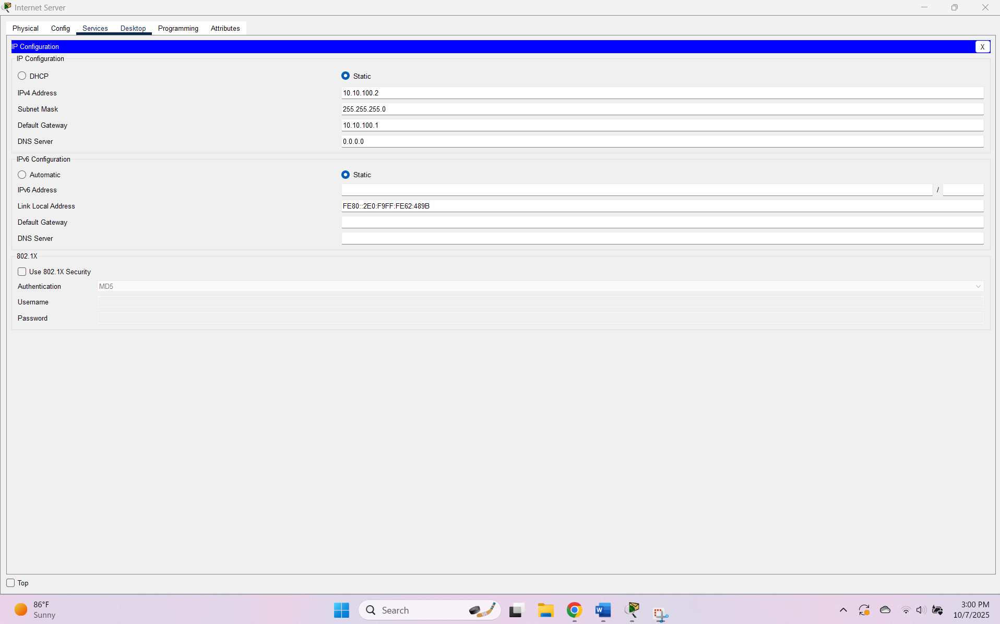 Internet Server
Physical Config Services Desktop Programming Attributes
IP Configuration X
IP Configuration
DHCP Static
IPv4 Address 10.10.100.2
Subnet Mask 255.255.255.0
Default Gateway 10.10.100.1
DNS Server 0.0.0.0
IPv6 Configuration
Automatic Static
IPv6 Address /
Link Local Address FE80::2E0:F9FF:FE62:489B
Default Gateway
DNS Server
802.1X
Use 802.1X Security
Authentication MD5
Username
Password
Top
86°F
Sunny
Search
W
3:00 PM
10/7/2025